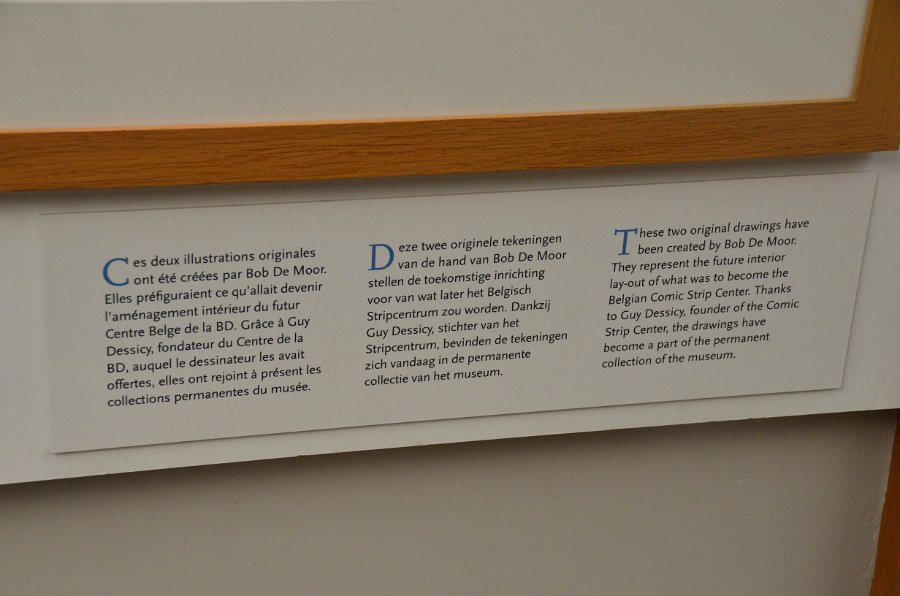 Ces deux illustrations originales
ont été créées par Bob De Moor.
Elles préfiguraient ce qu'allait devenir
l'aménagement intérieur du futur
Centre Belge de la BD. Grâce à Guy
Dessicy, fondateur du Centre de la
BD, auquel le dessinateur les avait
offertes, elles ont rejoint à présent les
collections permanentes du musée.
Deze twee originele tekeningen
van de hand van Bob De Moor
stellen de toekomstige inrichting
voor van wat later het Belgisch
Stripcentrum zou worden. Dankzij
Guy Dessicy, stichter van het
Stripcentrum, bevinden de tekeningen
zich vandaag in de permanente
collectie van het museum.
These two original drawings have
been created by Bob De Moor.
They represent the future interior
lay-out of what was to become the
Belgian Comic Strip Center. Thanks
to Guy Dessicy, founder of the Comic
Strip Center, the drawings have
become a part of the permanent
collection of the museum.